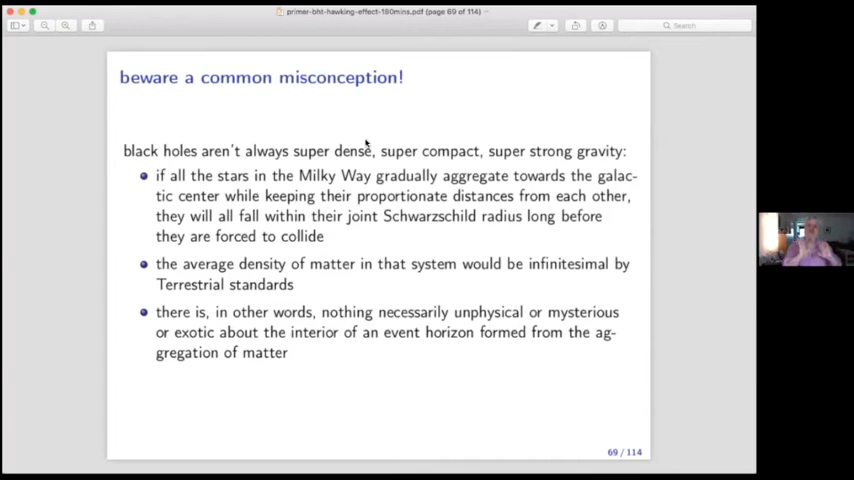 primer-bht-hawking-effect-180mins.pdf (page 69 of 114)
Search
beware a common misconception!
black holes aren't always super dense, super compact, super strong gravity:
if all the stars in the Milky Way gradually aggregate towards the galac-
tic center while keeping their proportionate distances from each other,
they will all fall within their joint Schwarzschild radius long before
they are forced to collide
the average density of matter in that system would be infinitesimal by
Terrestrial standards
there is, in other words, nothing necessarily unphysical or mysterious
or exotic about the interior of an event horizon formed from the ag-
gregation of matter
69 / 114